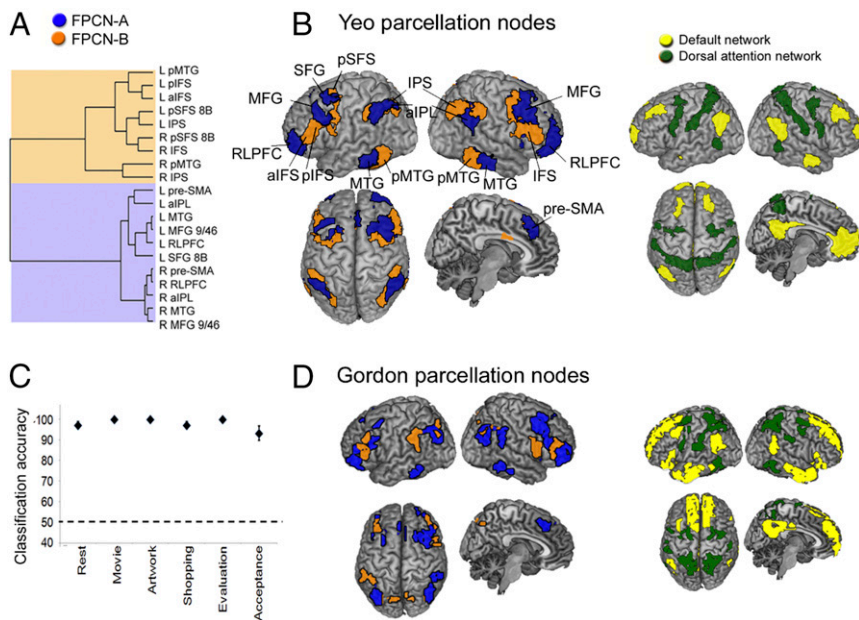 A
FPCN-A
FPCN-B
L pMTG
L pIFS
L aIFS
L pSFS 8B
L IPS
R pSFS 8B
R IFS
R pMTG
R IPS
L pre-SMA
L aIPL
L MTG
L MFG 9/46
L RLPFC
L SFG 8B
R pre-SMA
R RLPFC
R aIPL
R MTG
R MFG 9/46
B Yeo parcellation nodes
pSFS
SFG
MFG
IPS
aIPL
MFG
RLPFC
aIFS
pIFS
MTG
pMTG
pMTG
MTG
IFS
RLPFC
pre-SMA
Default network
Dorsal attention network
C
Classification accuracy
100
90
80
70
60
50
40
Rest
Movie
Artwork
Shopping
Evaluation
Acceptance
D Gordon parcellation nodes